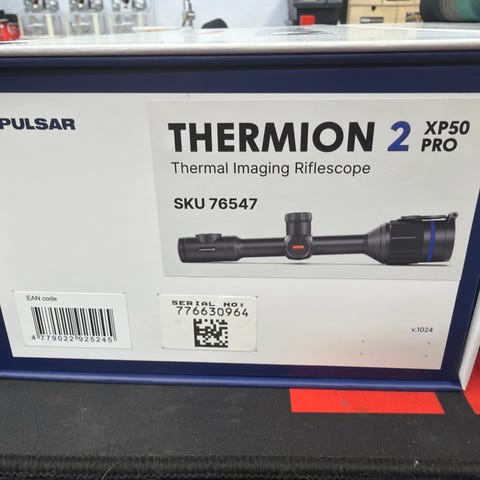 PULSAR
THERMION 2 XP50 PRO
Thermal Imaging Riflescope
SKU 76547
EAN code
4 779022 925245
SERIAL NO:
776630964
v.1024